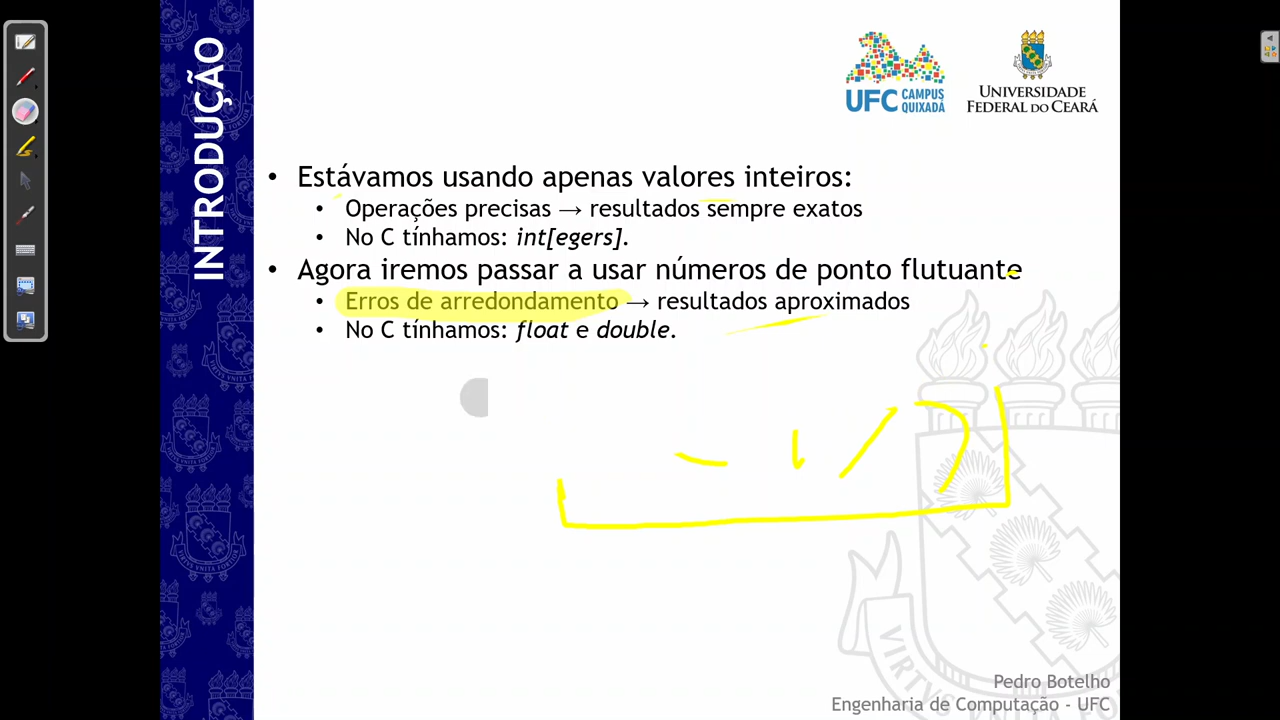 INTRODUÇÃO
UFC CAMPUS QUIXADÁ
UNIVERSIDADE
FEDERAL DO CEARÁ
• Estávamos usando apenas valores inteiros:
• Operações precisas → resultados sempre exatos
• No C tínhamos: int[egers].
• Agora iremos passar a usar números de ponto flutuante
• Erros de arredondamento → resultados aproximados
• No C tínhamos: float e double.
VIRTVS
Pedro Botelho
Engenharia de Computação - UFC